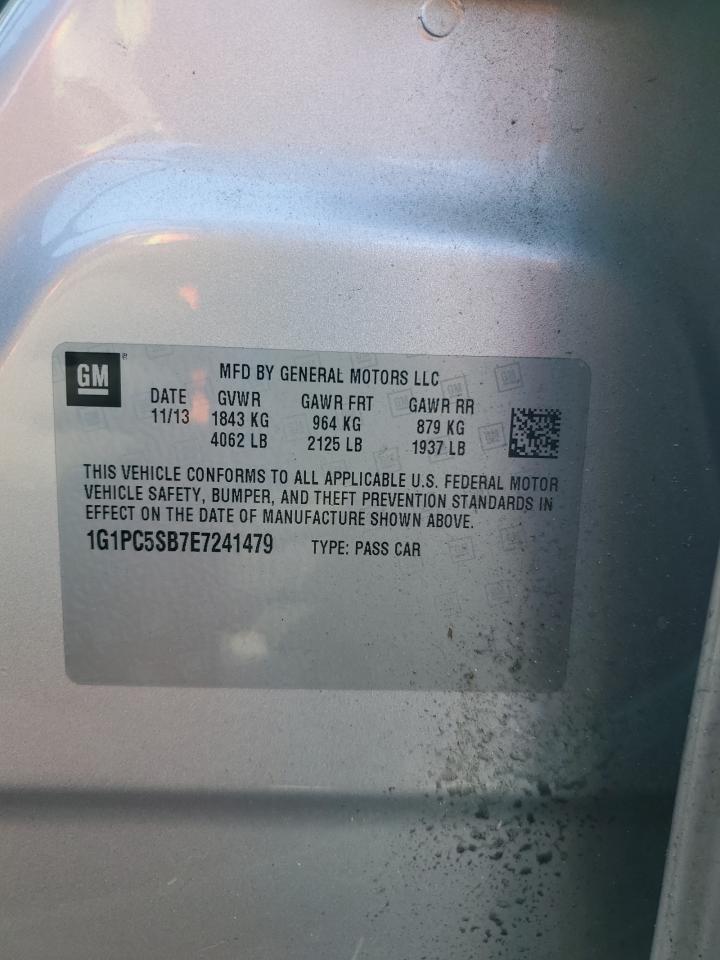 GM ®
MFD BY GENERAL MOTORS LLC
DATE GVWR GAWR FRT GAWR RR
11/13 1843 KG 964 KG 879 KG
4062 LB 2125 LB 1937 LB
THIS VEHICLE CONFORMS TO ALL APPLICABLE U.S. FEDERAL MOTOR
VEHICLE SAFETY, BUMPER, AND THEFT PREVENTION STANDARDS IN
EFFECT ON THE DATE OF MANUFACTURE SHOWN ABOVE.
1G1PC5SB7E7241479 TYPE: PASS CAR